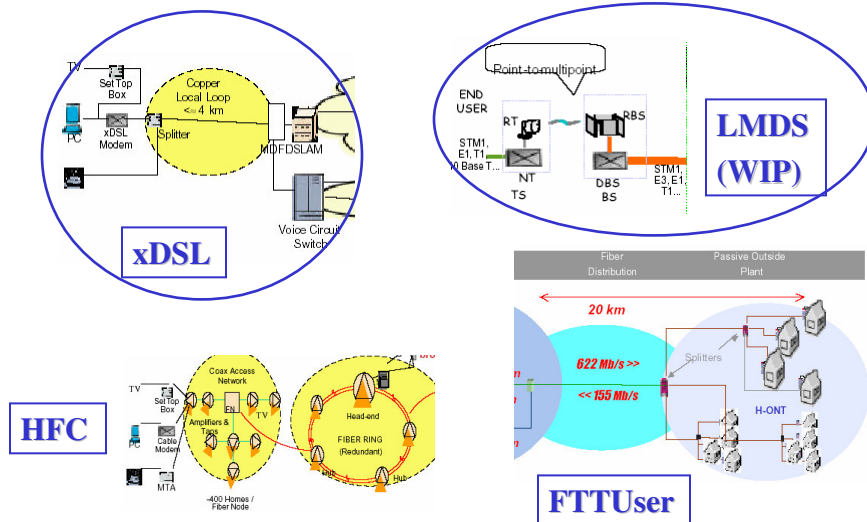 TV
Set Top
Box
Copper
Local Loop
<≈ 4 km
PC
xDSL
Modem
Splitter
MDFDSLAM
Voice Circuit
Switch
xDSL
Point-to-multipoint
END
USER
RT
RBS
STM1,
E1, T1
10 Base T...
NT
TS
DBS
BS
STM1,
E3, E1,
T1...
LMDS
(WIP)
HFC
Coax Access
Network
TV
Set Top
Box
FN
TV
Amplifiers &
Taps
PC
Cable
Modem
MTA
~400 Homes /
Fiber Node
Head-end
FIBER RING
(Redundant)
Hub
Hub
Fiber
Distribution
Passive Outside
Plant
20 km
622 Mb/s >>
<< 155 Mb/s
Splitters
H-ONT
FTTUser